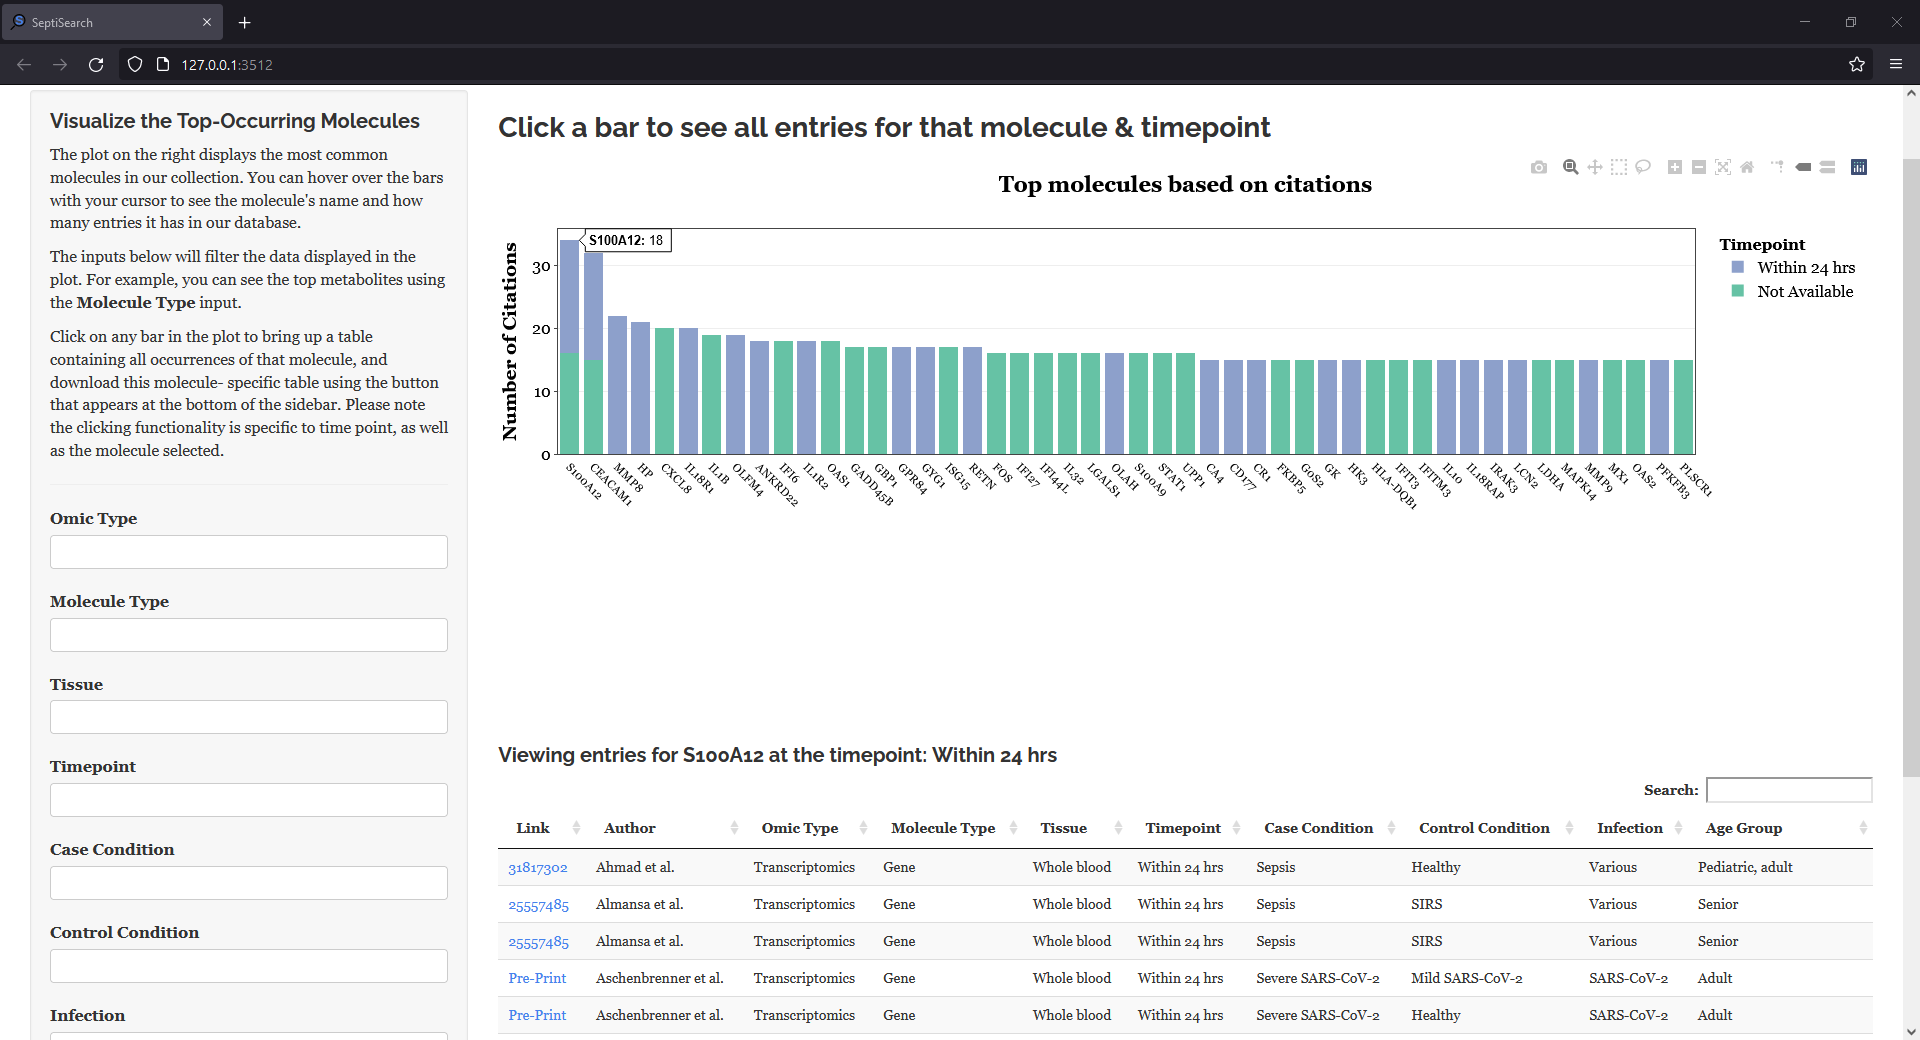 SeptiSearch
127.0.0.1:3512
Visualize the Top-Occurring Molecules
The plot on the right displays the most common
molecules in our collection. You can hover over the bars
with your cursor to see the molecule's name and how
many entries it has in our database.
The inputs below will filter the data displayed in the
plot. For example, you can see the top metabolites using
the Molecule Type input.
Click on any bar in the plot to bring up a table
containing all occurrences of that molecule, and
download this molecule- specific table using the button
that appears at the bottom of the sidebar. Please note
the clicking functionality is specific to time point, as well
as the molecule selected.
Omic Type
Molecule Type
Tissue
Timepoint
Case Condition
Control Condition
Infection
Click a bar to see all entries for that molecule & timepoint
Top molecules based on citations
Number of Citations
30
20
10
0
S100A12: 18
Timepoint
Within 24 hrs
Not Available
S100A12
CEACAM1
MMP8
HP
CXCL8
IL18R1
IL1B
OLFM4
ANKRD22
IFI6
IL1R2
OAS1
GADD45B
GBP1
GPR84
GYG1
ISG15
RETN
FOS
IFI27
IFI44L
IL32
LGALS1
OLAH
S100A9
STAT1
UPP1
CA4
CD177
CR1
FKBP5
G0S2
GK
HK3
HLA-DQB1
IFIT3
IFITM3
IL10
IL18RAP
IRAK3
LCN2
LDHA
MAPK14
MMP9
MX1
OAS2
PFKFB3
PLSCR1
Viewing entries for S100A12 at the timepoint: Within 24 hrs
Search:
Link Author Omic Type Molecule Type Tissue Timepoint Case Condition Control Condition Infection Age Group
31817302 Ahmad et al. Transcriptomics Gene Whole blood Within 24 hrs Sepsis Healthy Various Pediatric, adult
25557485 Almansa et al. Transcriptomics Gene Whole blood Within 24 hrs Sepsis SIRS Various Senior
25557485 Almansa et al. Transcriptomics Gene Whole blood Within 24 hrs Sepsis SIRS Various Senior
Pre-Print Aschenbrenner et al. Transcriptomics Gene Whole blood Within 24 hrs Severe SARS-CoV-2 Mild SARS-CoV-2 SARS-CoV-2 Adult
Pre-Print Aschenbrenner et al. Transcriptomics Gene Whole blood Within 24 hrs Severe SARS-CoV-2 Healthy SARS-CoV-2 Adult